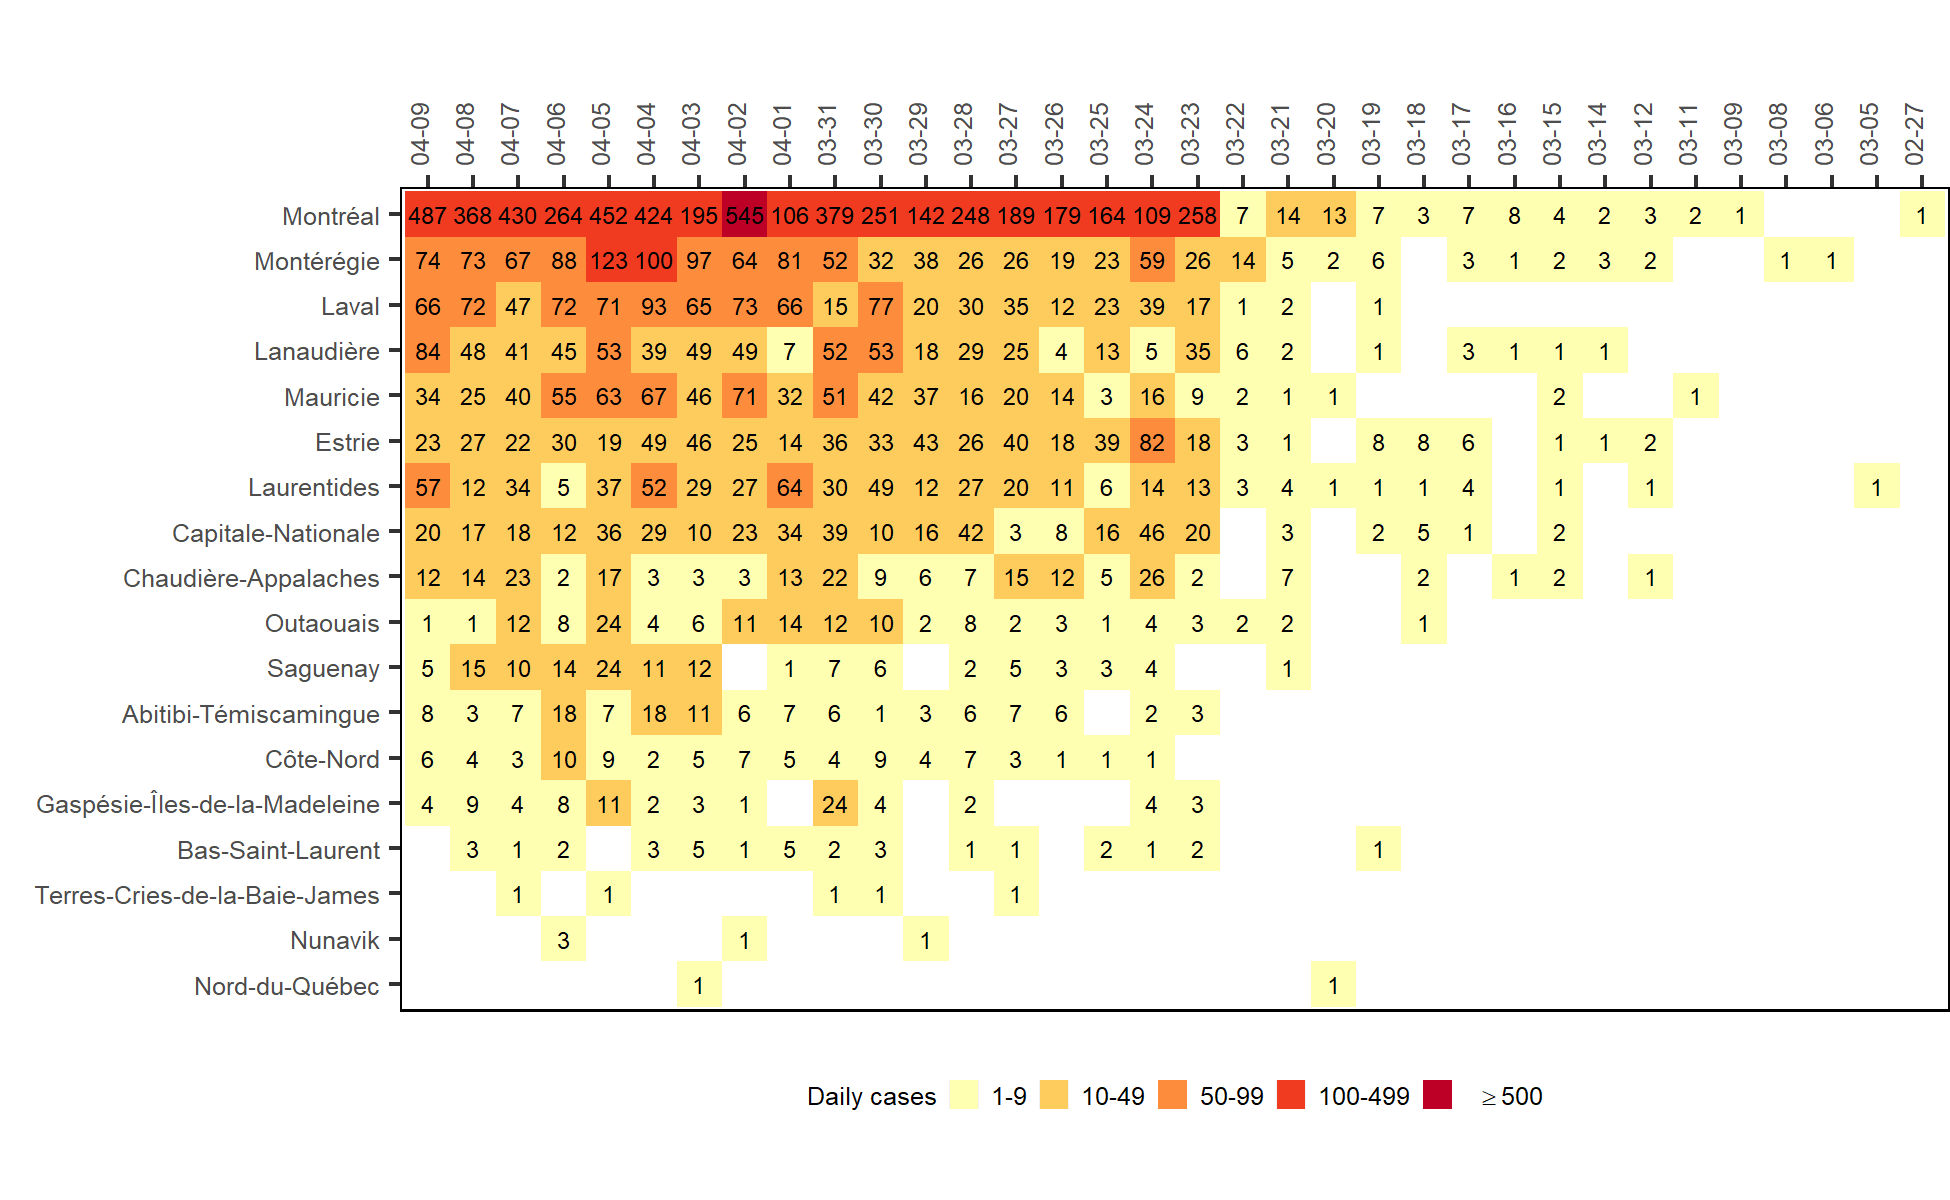 04-09 04-08 04-07 04-06 04-05 04-04 04-03 04-02 04-01 03-31 03-30 03-29 03-28 03-27 03-26 03-25 03-24 03-23 03-22 03-21 03-20 03-19 03-18 03-17 03-16 03-15 03-14 03-12 03-11 03-09 03-08 03-06 03-05 02-27
Montréal 487 368 430 264 452 424 195 545 106 379 251 142 248 189 179 164 109 258 7 14 13 7 3 7 8 4 2 3 2 1 1
Montérégie 74 73 67 88 123 100 97 64 81 52 32 38 26 26 19 23 59 26 14 5 2 6 3 1 2 3 2 1 1
Laval 66 72 47 72 71 93 65 73 66 15 77 20 30 35 12 23 39 17 1 2 1
Lanaudière 84 48 41 45 53 39 49 49 7 52 53 18 29 25 4 13 5 35 6 2 1 3 1 1 1
Mauricie 34 25 40 55 63 67 46 71 32 51 42 37 16 20 14 3 16 9 2 1 1 2 1
Estrie 23 27 22 30 19 49 46 25 14 36 33 43 26 40 18 39 82 18 3 1 8 8 6 1 1 2
Laurentides 57 12 34 5 37 52 29 27 64 30 49 12 27 20 11 6 14 13 3 4 1 1 1 4 1 1 1
Capitale-Nationale 20 17 18 12 36 29 10 23 34 39 10 16 42 3 8 16 46 20 3 2 5 1 2
Chaudière-Appalaches 12 14 23 2 17 3 3 3 13 22 9 6 7 15 12 5 26 2 7 2 1 2 1
Outaouais 1 1 12 8 24 4 6 11 14 12 10 2 8 2 3 1 4 3 2 2 1
Saguenay 5 15 10 14 24 11 12 1 7 6 2 5 3 3 4 1
Abitibi-Témiscamingue 8 3 7 18 7 18 11 6 7 6 1 3 6 7 6 2 3
Côte-Nord 6 4 3 10 9 2 5 7 5 4 9 4 7 3 1 1 1
Gaspésie-Îles-de-la-Madeleine 4 9 4 8 11 2 3 1 24 4 2 4 3
Bas-Saint-Laurent 3 1 2 3 5 1 5 2 3 1 1 2 1 2 1
Terres-Cries-de-la-Baie-James 1 1 1 1 1
Nunavik 3 1 1
Nord-du-Québec 1 1
Daily cases 1-9 10-49 50-99 100-499 ≥500